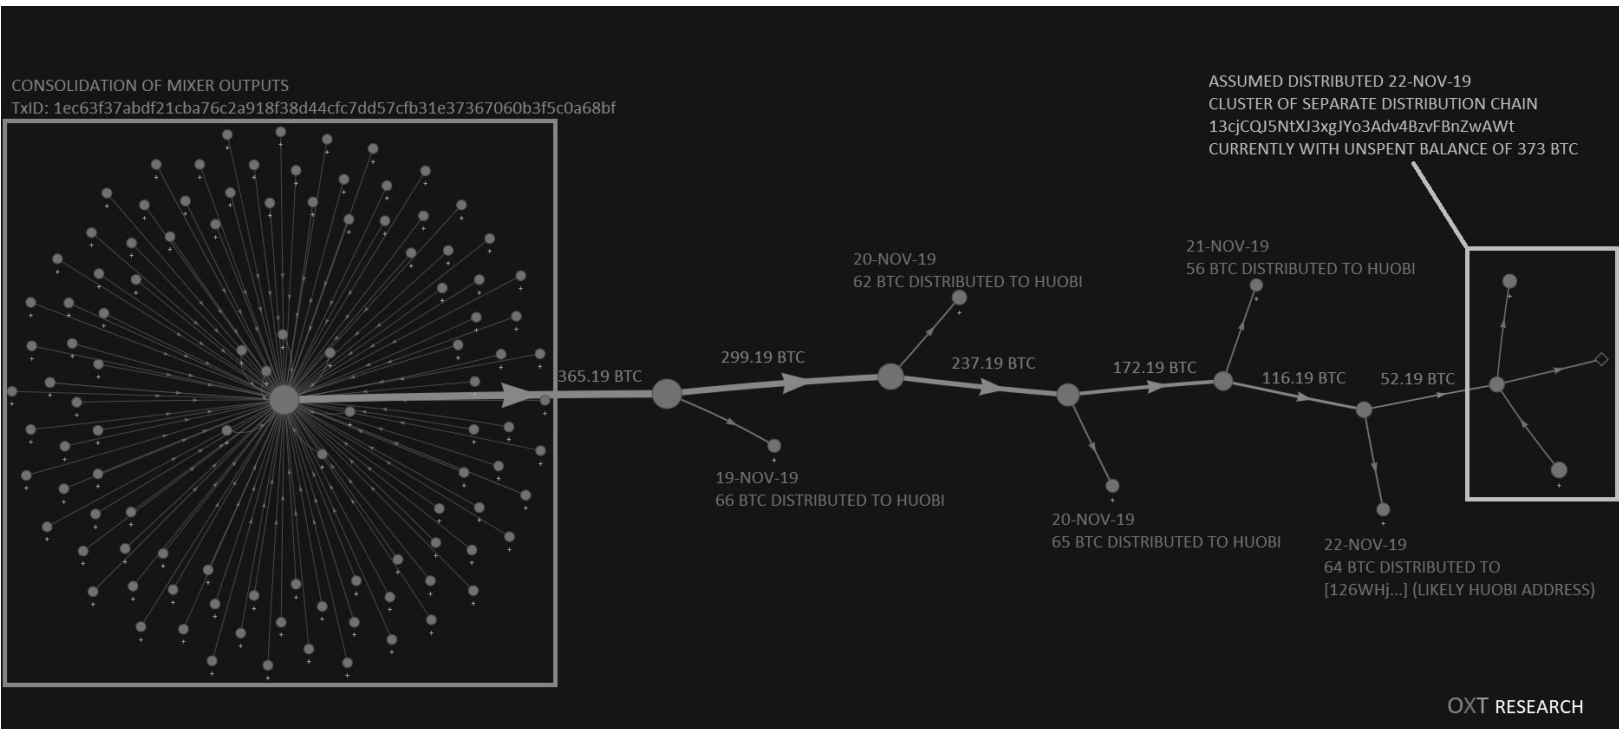 CONSOLIDATION OF MIXER OUTPUTS
TxID: 1ec63f37abdf21cba76c2a918f38d44cfc7dd57cfb31e37367060b3f5c0a68bf
ASSUMED DISTRIBUTED 22-NOV-19
CLUSTER OF SEPARATE DISTRIBUTION CHAIN
13cjCQJ5NtXJ3xgJYo3Adv4BzvFBnZwAWt
CURRENTLY WITH UNSPENT BALANCE OF 373 BTC
365.19 BTC
19-NOV-19
66 BTC DISTRIBUTED TO HUOBI
299.19 BTC
20-NOV-19
62 BTC DISTRIBUTED TO HUOBI
237.19 BTC
20-NOV-19
65 BTC DISTRIBUTED TO HUOBI
172.19 BTC
21-NOV-19
56 BTC DISTRIBUTED TO HUOBI
116.19 BTC
22-NOV-19
64 BTC DISTRIBUTED TO
[126WHj...] (LIKELY HUOBI ADDRESS)
52.19 BTC
OXT RESEARCH